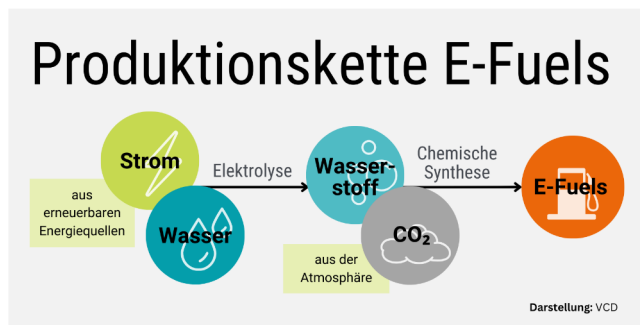 Produktionskette E-Fuels
Strom
aus
erneuerbaren
Energiequellen
Wasser
Elektrolyse
Wasser-
stoff
CO₂
aus der
Atmosphäre
Chemische
Synthese
E-Fuels
Darstellung: VCD